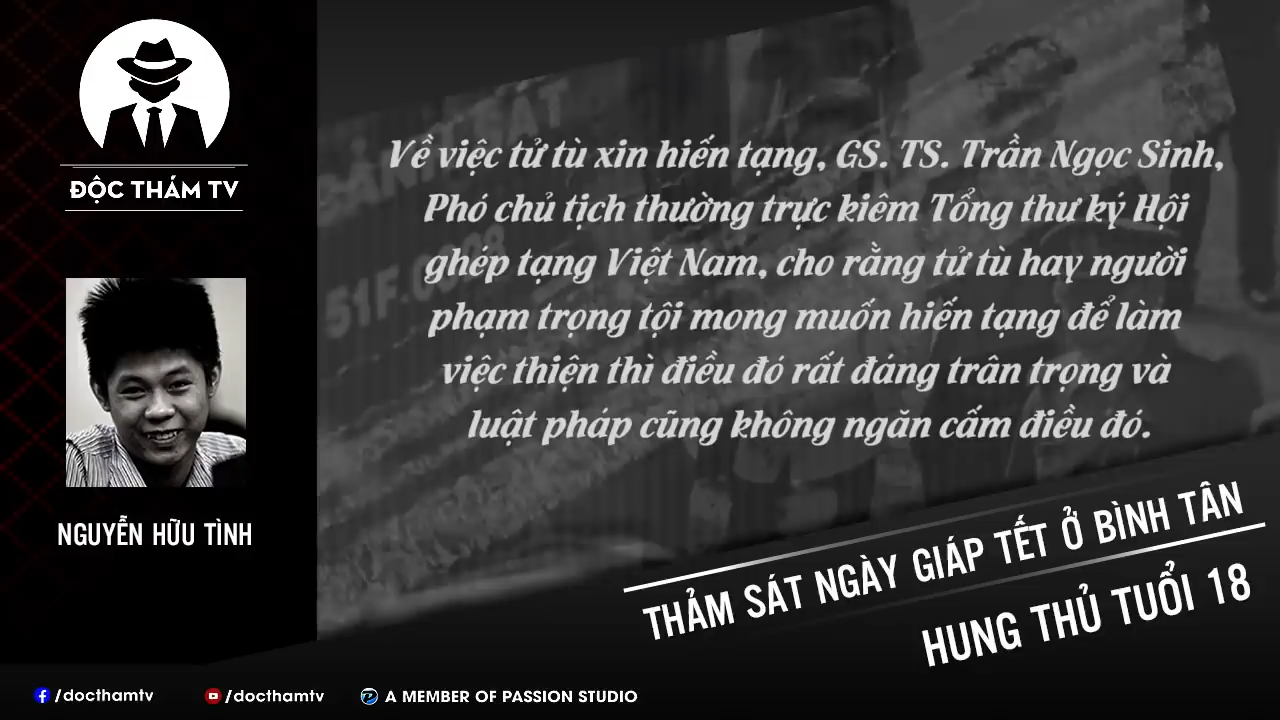 ĐỘC THÁM TV
NGUYỄN HỮU TÌNH
Về việc tử tù xin hiến tạng, GS. TS. Trần Ngọc Sinh,
Phó chủ tịch thường trực kiêm Tổng thư ký Hội
ghép tạng Việt Nam, cho rằng tử tù hay người
phạm trọng tội mong muốn hiến tạng để làm
việc thiện thì điều đó rất đáng trân trọng và
luật pháp cũng không ngăn cấm điều đó.
THẢM SÁT NGÀY GIÁP TẾT Ở BÌNH TÂN
HUNG THỦ TUỔI 18
/docthamtv
/docthamtv
A MEMBER OF PASSION STUDIO